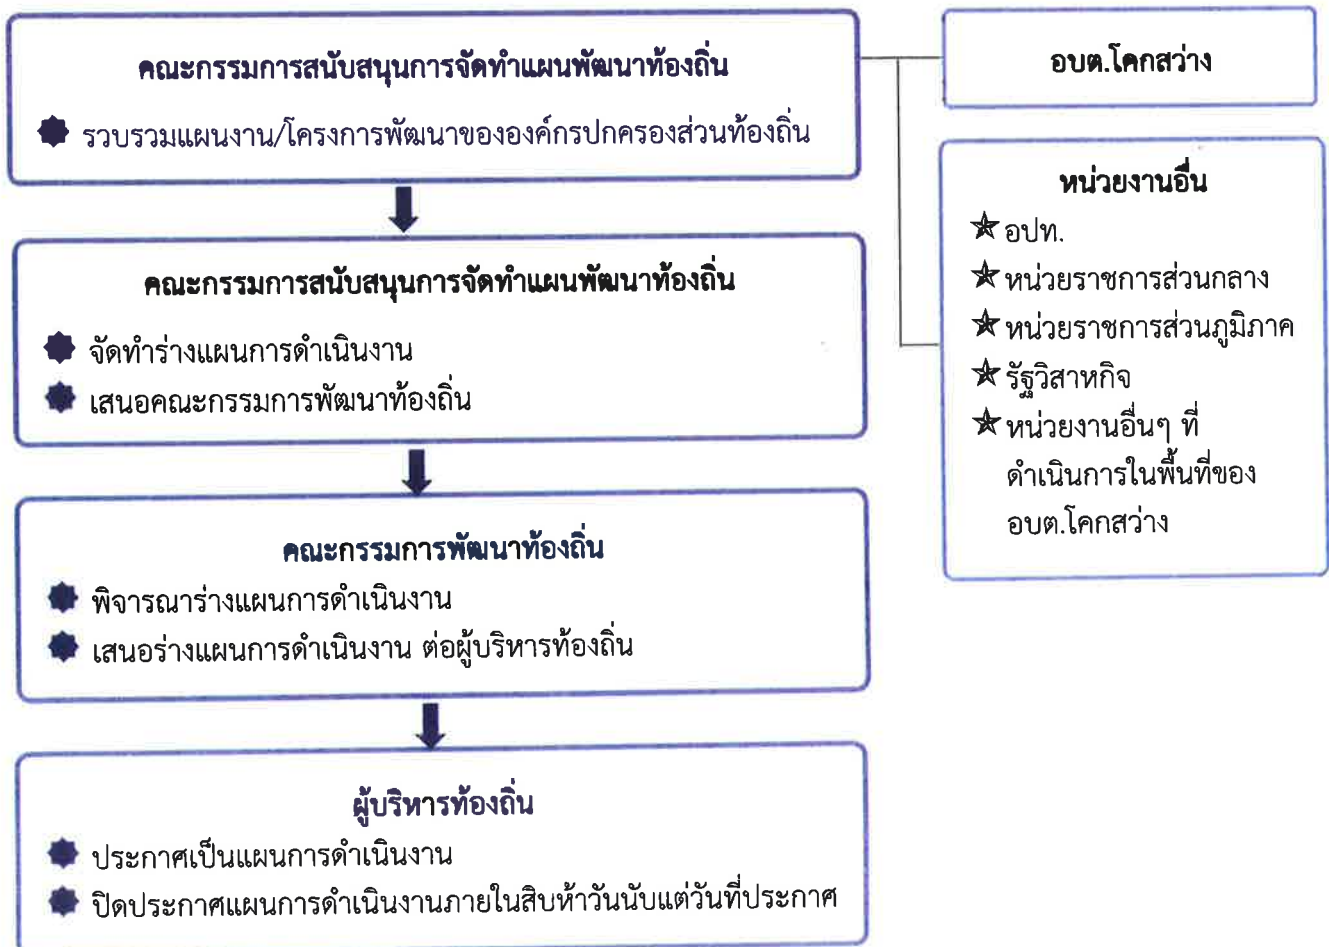 คณะกรรมการสนับสนุนการจัดทำแผนพัฒนาท้องถิ่น
รวบรวมแผนงาน/โครงการพัฒนาขององค์กรปกครองส่วนท้องถิ่น
อบต.โคกสว่าง
หน่วยงานอื่น
อปท.
หน่วยราชการส่วนกลาง
หน่วยราชการส่วนภูมิภาค
รัฐวิสาหกิจ
หน่วยงานอื่นๆ ที่
ดำเนินการในพื้นที่ของ
อบต.โคกสว่าง
คณะกรรมการสนับสนุนการจัดทำแผนพัฒนาท้องถิ่น
จัดทำร่างแผนการดำเนินงาน
เสนอคณะกรรมการพัฒนาท้องถิ่น
คณะกรรมการพัฒนาท้องถิ่น
พิจารณาร่างแผนการดำเนินงาน
เสนอร่างแผนการดำเนินงาน ต่อผู้บริหารท้องถิ่น
ผู้บริหารท้องถิ่น
ประกาศเป็นแผนการดำเนินงาน
ปิดประกาศแผนการดำเนินงานภายในสิบห้าวันนับแต่วันที่ประกาศ